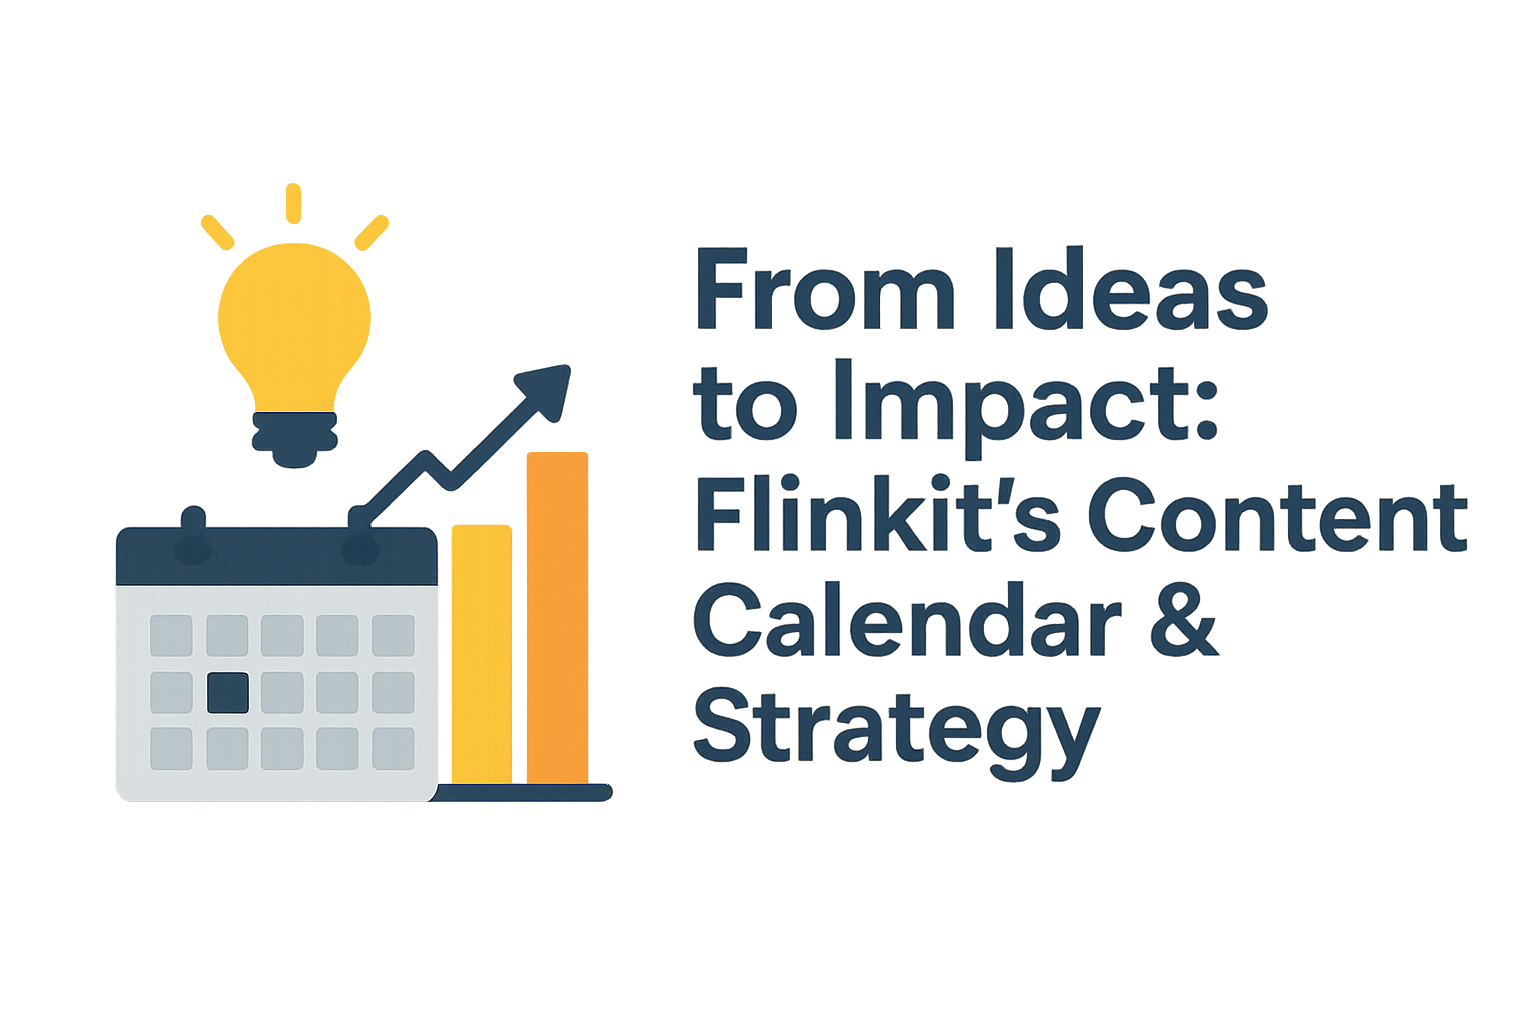 From Ideas
to Impact:
Flinkit's Content
Calendar &
Strategy